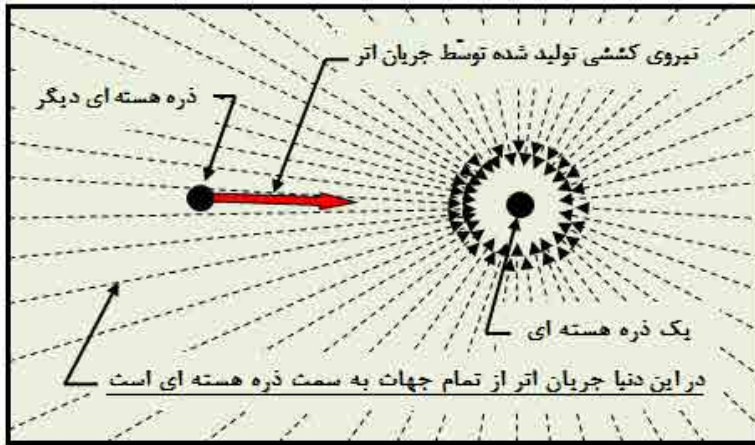 نیروی کششی تولید شده توسّط جریان اتر
ذره هسته ای دیگر
یک ذره هسته ای
در این دنیا جریان اتر از تمام جهات به سمت ذره هسته ای است